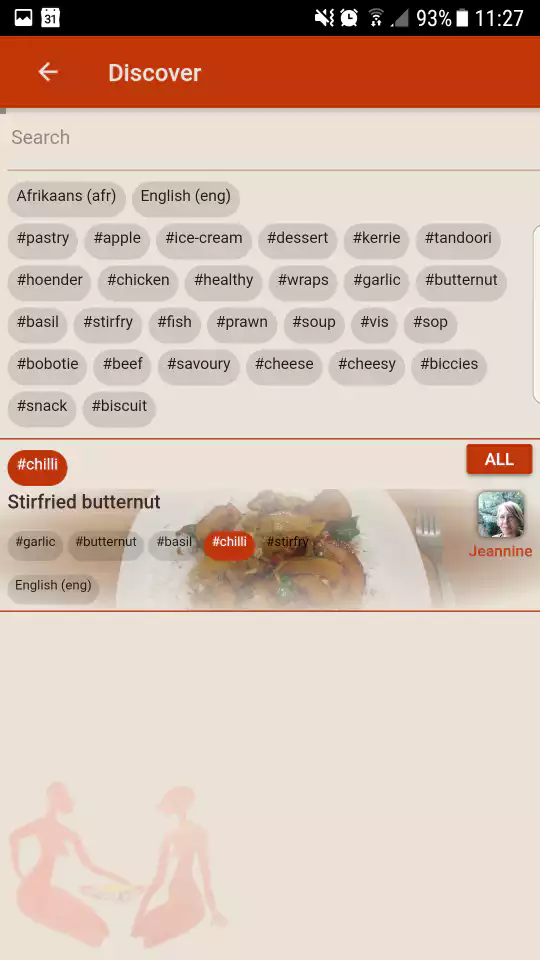 31 93% 11:27
Discover
Search
Afrikaans (afr) English (eng)
#pastry #apple #ice-cream #dessert #kerrie #tandoori
#hoender #chicken #healthy #wraps #garlic #butternut
#basil #stirfry #fish #prawn #soup #vis #sop
#bobotie #beef #savoury #cheese #cheesy #biccies
#snack #biscuit
#chilli ALL
Stirfried butternut
#garlic #butternut #basil #chilli #stirfry
Jeannine
English (eng)